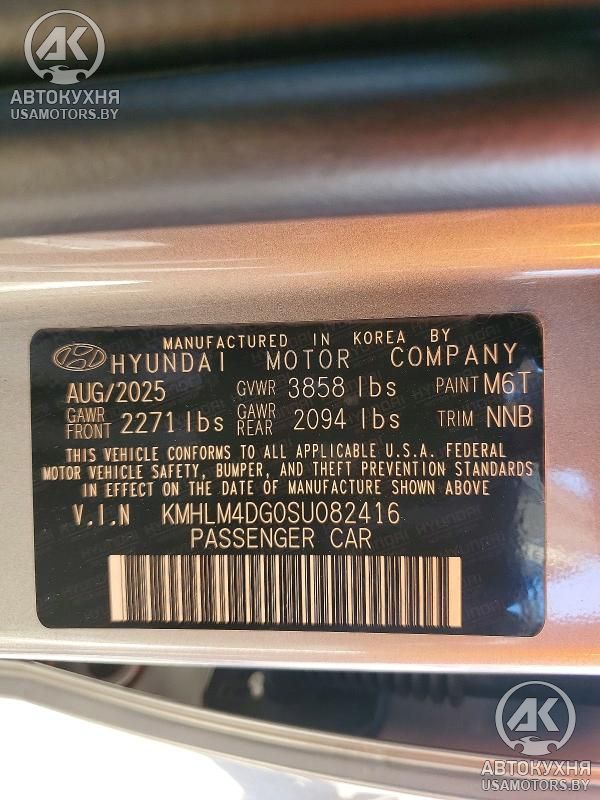 АК
АВТОКУХНЯ
USAMOTORS.BY
MANUFACTURED IN KOREA BY
HYUNDAI MOTOR COMPANY
AUG/2025 GVWR 3858 lbs PAINT M6T
GAWR FRONT 2271 lbs GAWR REAR 2094 lbs TRIM NNB
THIS VEHICLE CONFORMS TO ALL APPLICABLE U.S.A. FEDERAL
MOTOR VEHICLE SAFETY, BUMPER, AND THEFT PREVENTION STANDARDS
IN EFFECT ON THE DATE OF MANUFACTURE SHOWN ABOVE
V.I.N KMHLM4DG0SU082416
PASSENGER CAR
АК
АВТОКУХНЯ
USAMOTORS.BY